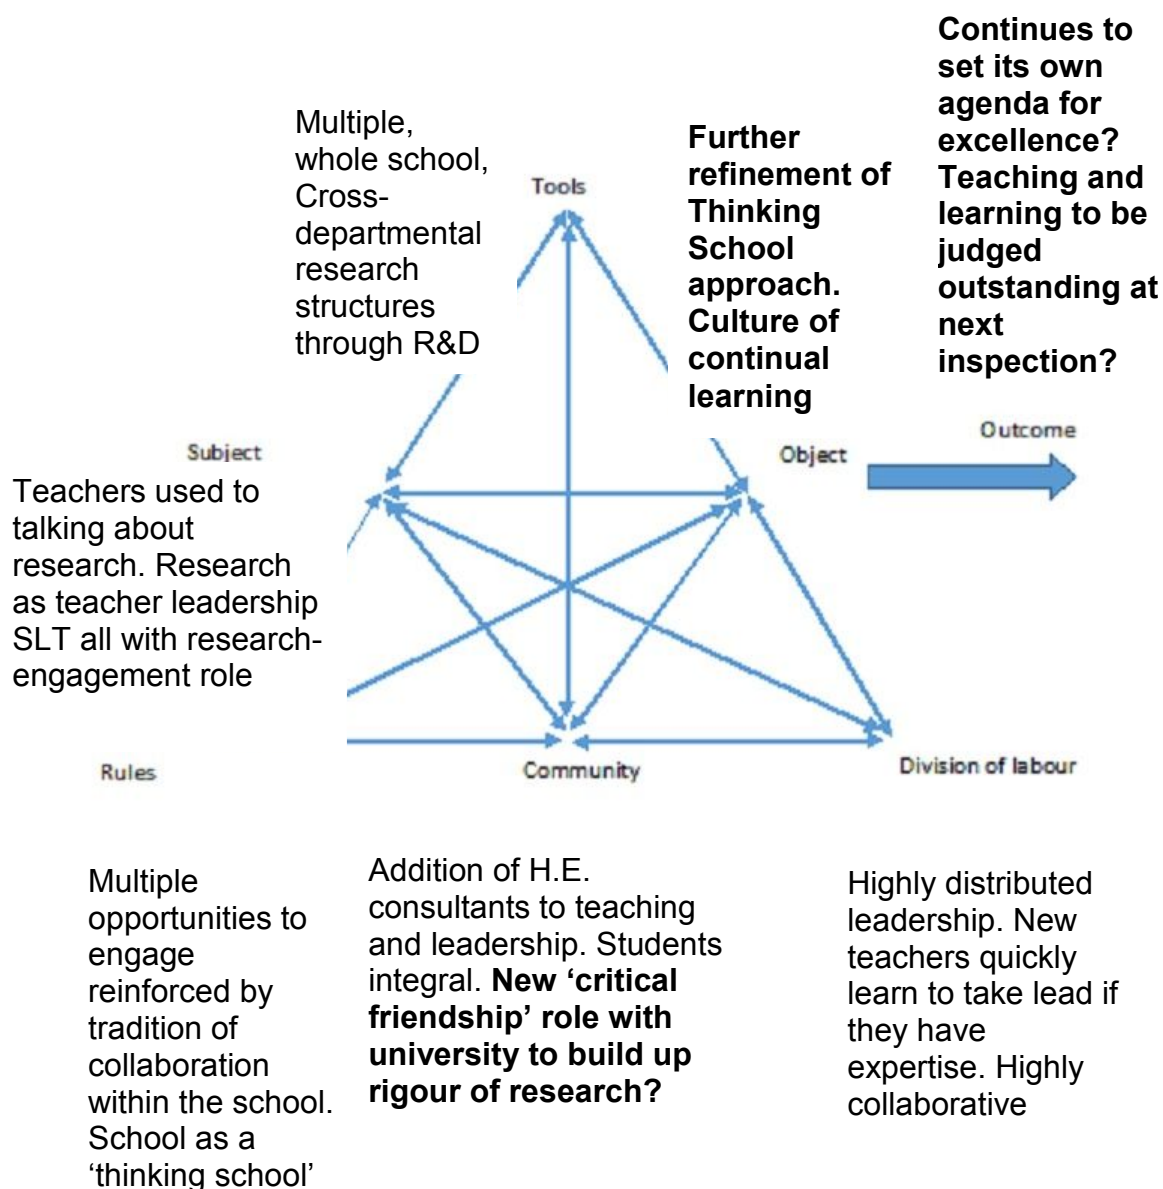 Continues to
set its own
agenda for
excellence?
Teaching and
learning to be
judged
outstanding at
next
inspection?
Multiple,
whole school,
Cross-
departmental
research
structures
through R&D
Tools
Further
refinement of
Thinking
School
approach.
Culture of
continual
learning
Subject
Object
Outcome
Teachers used to
talking about
research. Research
as teacher leadership
SLT all with research-
engagement role
Rules
Community
Division of labour
Multiple
opportunities to
engage
reinforced by
tradition of
collaboration
within the school.
School as a
‘thinking school’
Addition of H.E.
consultants to teaching
and leadership. Students
integral. New ‘critical
friendship’ role with
university to build up
rigour of research?
Highly distributed
leadership. New
teachers quickly
learn to take lead if
they have
expertise. Highly
collaborative